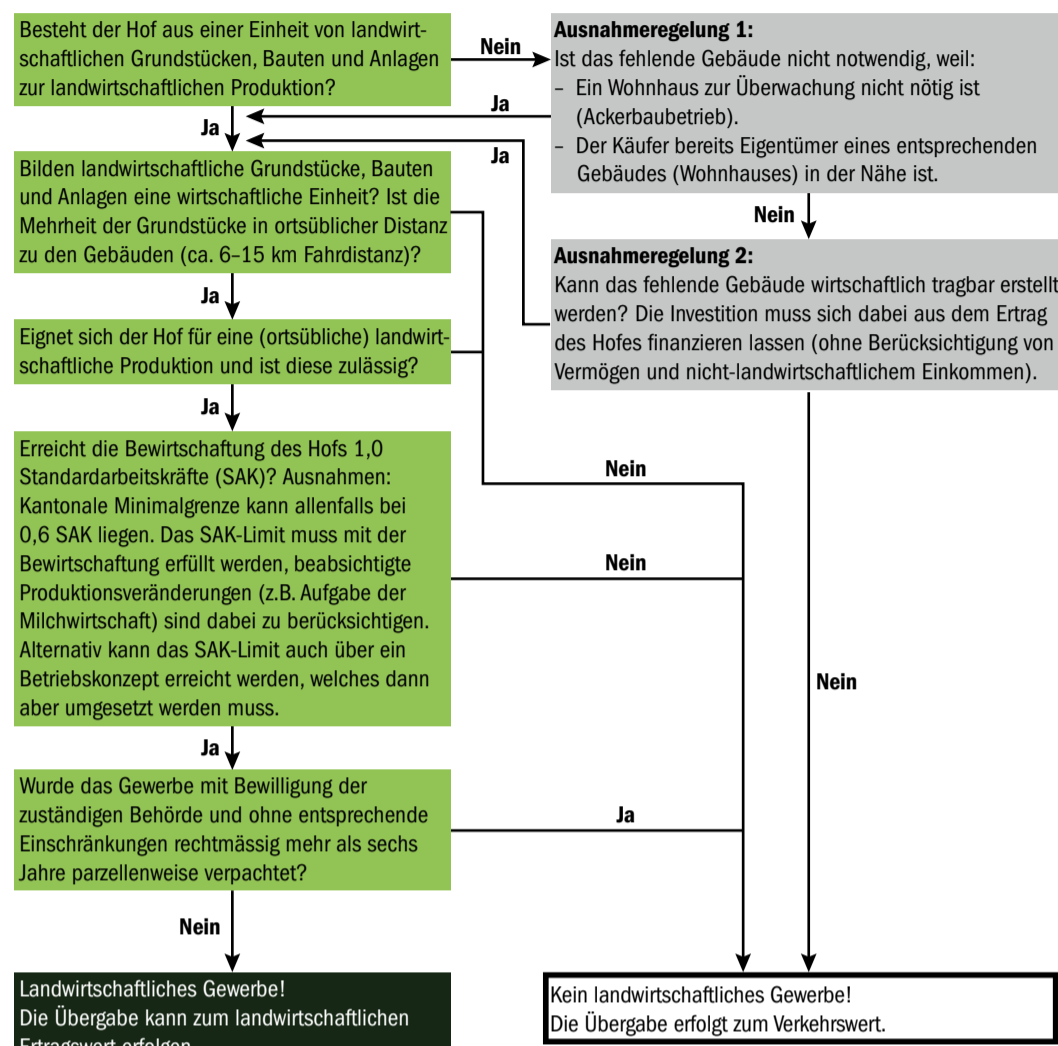 Besteht der Hof aus einer Einheit von landwirt-
schaftlichen Grundstücken, Bauten und Anlagen
zur landwirtschaftlichen Produktion?
Nein
Ausnahmeregelung 1:
Ist das fehlende Gebäude nicht notwendig, weil:
– Ein Wohnhaus zur Überwachung nicht nötig ist
(Ackerbaubetrieb).
– Der Käufer bereits Eigentümer eines entsprechenden
Gebäudes (Wohnhauses) in der Nähe ist.
Ja
Ja
Ja
Nein
Bilden landwirtschaftliche Grundstücke, Bauten
und Anlagen eine wirtschaftliche Einheit? Ist die
Mehrheit der Grundstücke in ortsüblicher Distanz
zu den Gebäuden (ca. 6–15 km Fahrdistanz)?
Ausnahmeregelung 2:
Kann das fehlende Gebäude wirtschaftlich tragbar erstellt
werden? Die Investition muss sich dabei aus dem Ertrag
des Hofes finanzieren lassen (ohne Berücksichtigung von
Vermögen und nicht-landwirtschaftlichem Einkommen).
Ja
Eignet sich der Hof für eine (ortsübliche) landwirt-
schaftliche Produktion und ist diese zulässig?
Ja
Nein
Erreicht die Bewirtschaftung des Hofs 1,0
Standardarbeitskräfte (SAK)? Ausnahmen:
Kantonale Minimalgrenze kann allenfalls bei
0,6 SAK liegen. Das SAK-Limit muss mit der
Bewirtschaftung erfüllt werden, beabsichtigte
Produktionsveränderungen (z.B. Aufgabe der
Milchwirtschaft) sind dabei zu berücksichtigen.
Alternativ kann das SAK-Limit auch über ein
Betriebskonzept erreicht werden, welches dann
aber umgesetzt werden muss.
Nein
Nein
Ja
Wurde das Gewerbe mit Bewilligung der
zuständigen Behörde und ohne entsprechende
Einschränkungen rechtmässig mehr als sechs
Jahre parzellenweise verpachtet?
Ja
Nein
Landwirtschaftliches Gewerbe!
Die Übergabe kann zum landwirtschaftlichen
Ertragswert erfolgen
Kein landwirtschaftliches Gewerbe!
Die Übergabe erfolgt zum Verkehrswert.